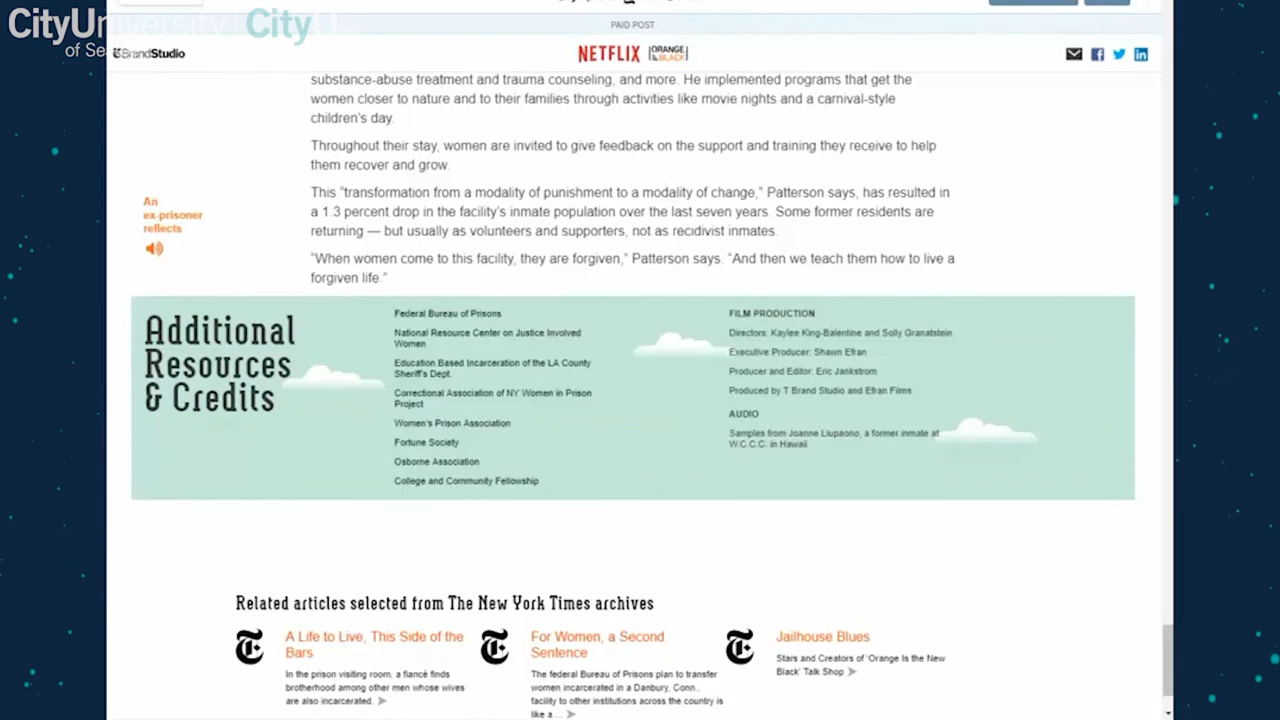 CityUniversity CityU
of Sea
PAID POST
TBrandStudio
NETFLIX ORANGE IS THE NEW BLACK
substance-abuse treatment and trauma counseling, and more. He implemented programs that get the
women closer to nature and to their families through activities like movie nights and a carnival-style
children's day.
Throughout their stay, women are invited to give feedback on the support and training they receive to help
them recover and grow.
This “transformation from a modality of punishment to a modality of change,” Patterson says, has resulted in
a 1.3 percent drop in the facility's inmate population over the last seven years. Some former residents are
returning — but usually as volunteers and supporters, not as recidivist inmates.
“When women come to this facility, they are forgiven,” Patterson says. “And then we teach them how to live a
forgiven life.”
An
ex-prisoner
reflects
Additional
Resources
& Credits
Federal Bureau of Prisons
National Resource Center on Justice Involved
Women
Education Based Incarceration of the LA County
Sheriff's Dept.
Correctional Association of NY Women in Prison
Project
Women's Prison Association
Fortune Society
Osborne Association
College and Community Fellowship
FILM PRODUCTION
Directors: Kaylee King-Balentine and Solly Granatstein
Executive Producer: Shawn Efran
Producer and Editor: Eric Jankstrom
Produced by T Brand Studio and Efran Films
AUDIO
Samples from Joanne Liupaono, a former inmate at
W.C.C.C. in Hawaii
Related articles selected from The New York Times archives
A Life to Live, This Side of the
Bars
In the prison visiting room, a fiancé finds
brotherhood among other men whose wives
are also incarcerated.
For Women, a Second
Sentence
The federal Bureau of Prisons plan to transfer
women incarcerated in a Danbury, Conn.,
facility to other institutions across the country is
like a ...
Jailhouse Blues
Stars and Creators of 'Orange Is the New
Black' Talk Shop